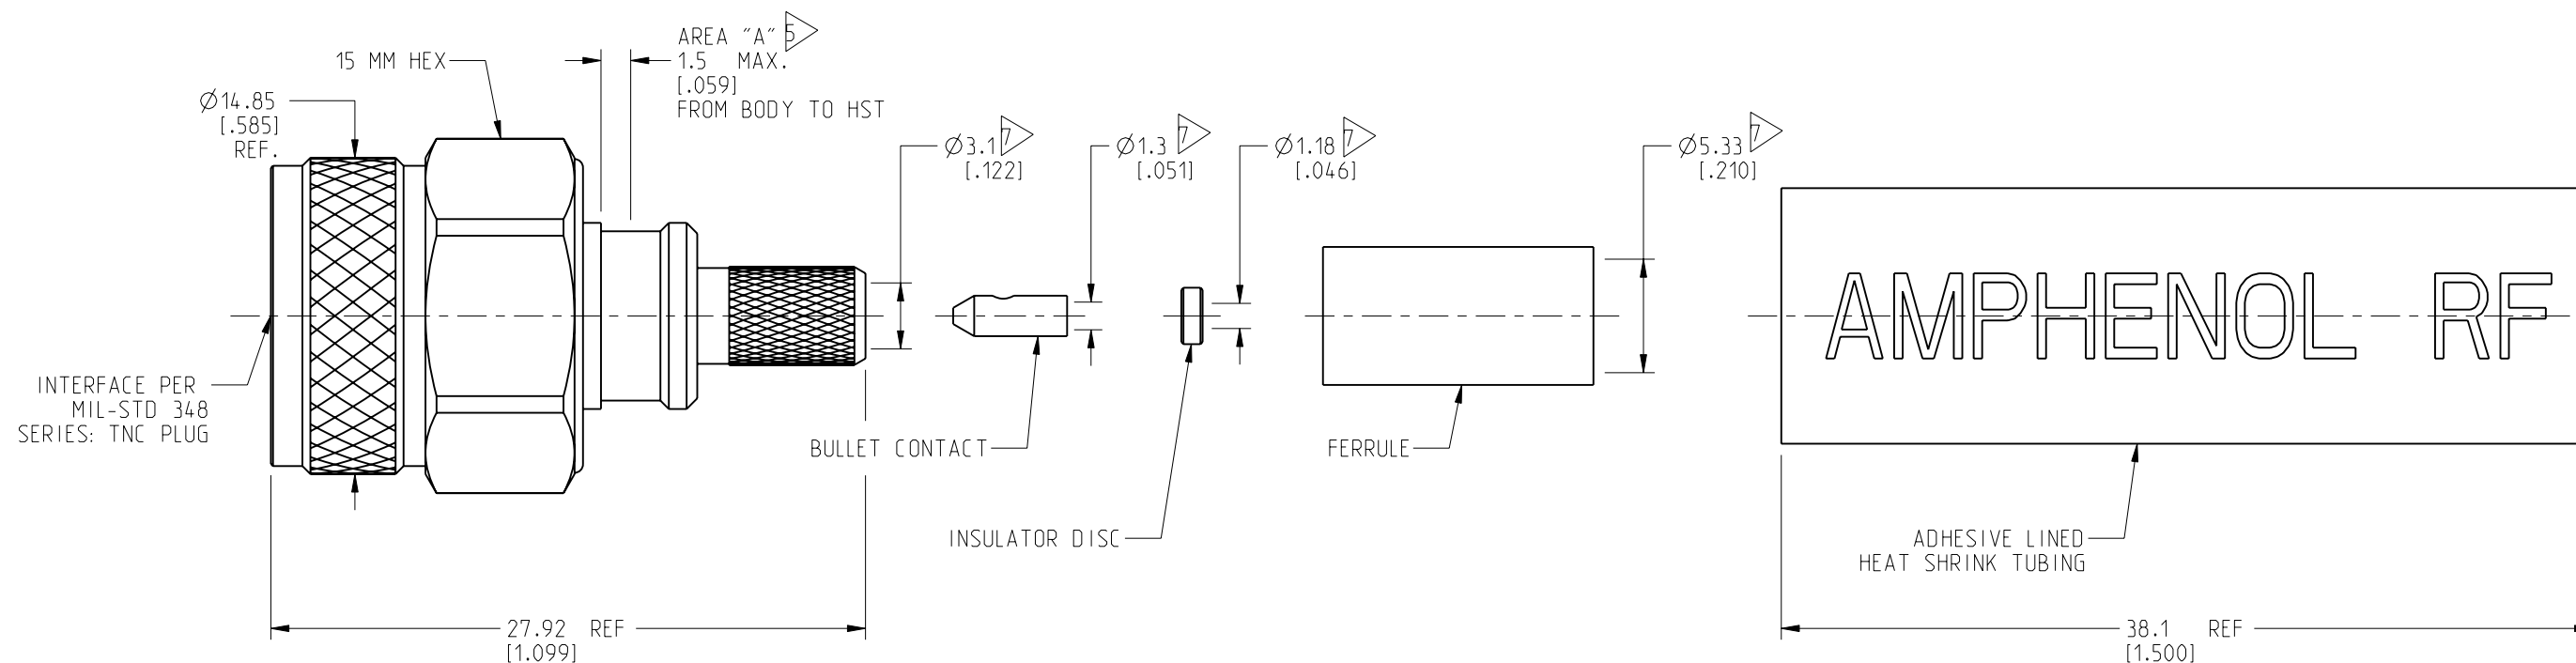 AREA "A" 5
1.5 MAX.
[.059]
FROM BODY TO HST
15 MM HEX
Ø14.85
[.585]
REF.
Ø3.1 7
[.122]
Ø1.3 7
[.051]
Ø1.18 7
[.046]
Ø5.33 7
[.210]
AMPHENOL RF
INTERFACE PER
MIL-STD 348
SERIES: TNC PLUG
BULLET CONTACT
FERRULE
INSULATOR DISC
ADHESIVE LINED
HEAT SHRINK TUBING
27.92 REF
[1.099]
38.1 REF
[1.500]